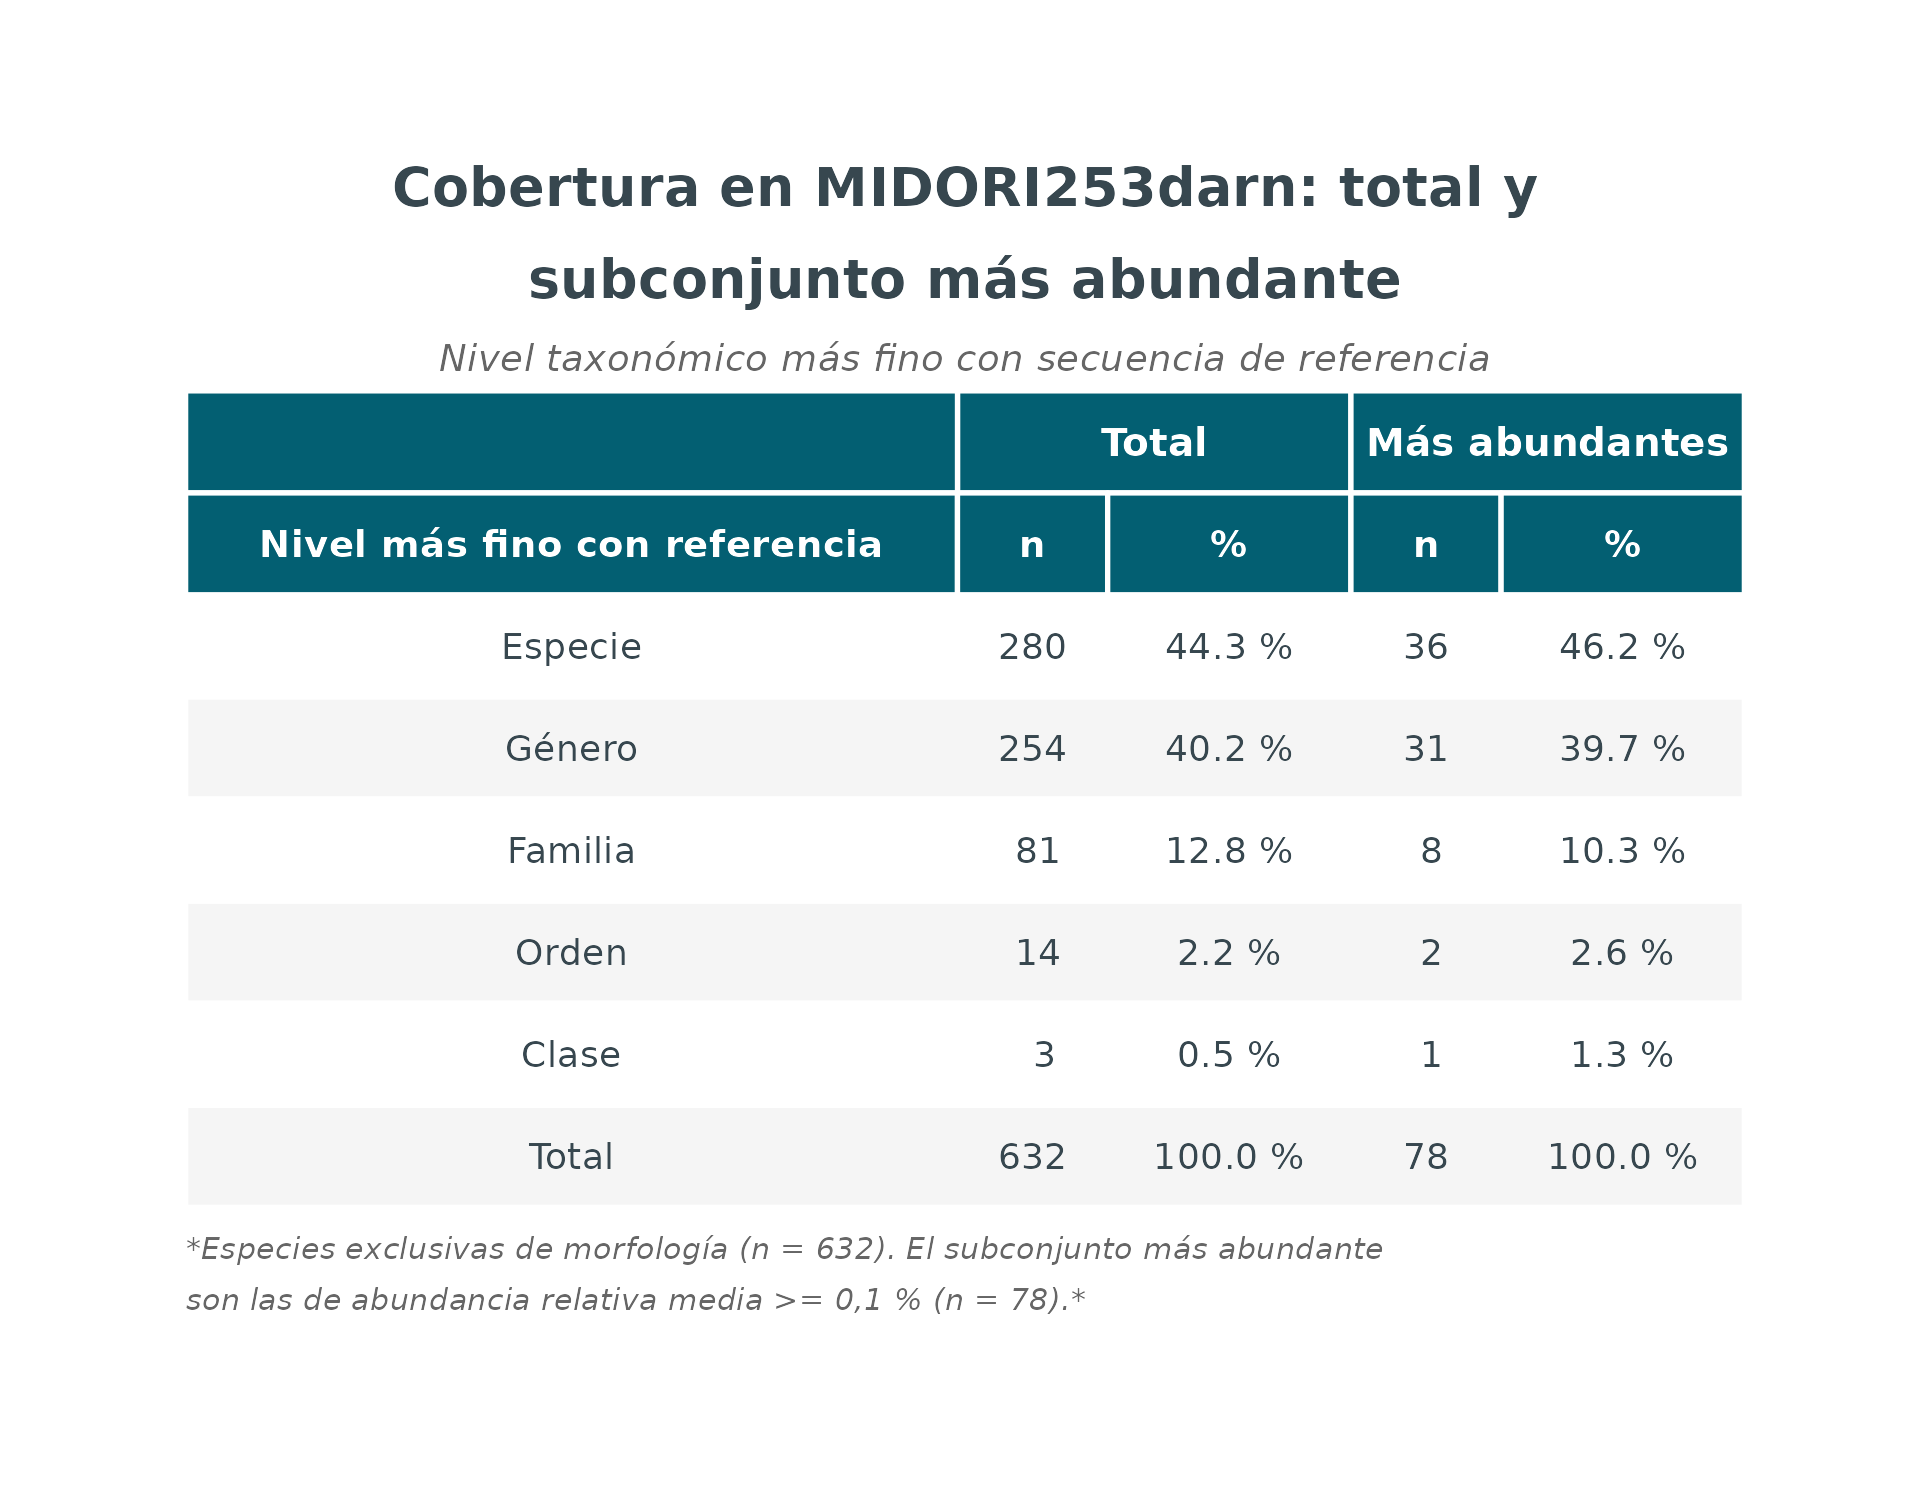 Cobertura en MIDORI253darn: total y
subconjunto más abundante
Nivel taxonómico más fino con secuencia de referencia
Total Más abundantes
Nivel más fino con referencia n % n %
Especie 280 44.3 % 36 46.2 %
Género 254 40.2 % 31 39.7 %
Familia 81 12.8 % 8 10.3 %
Orden 14 2.2 % 2 2.6 %
Clase 3 0.5 % 1 1.3 %
Total 632 100.0 % 78 100.0 %
*Especies exclusivas de morfología (n = 632). El subconjunto más abundante
son las de abundancia relativa media >= 0,1 % (n = 78).*